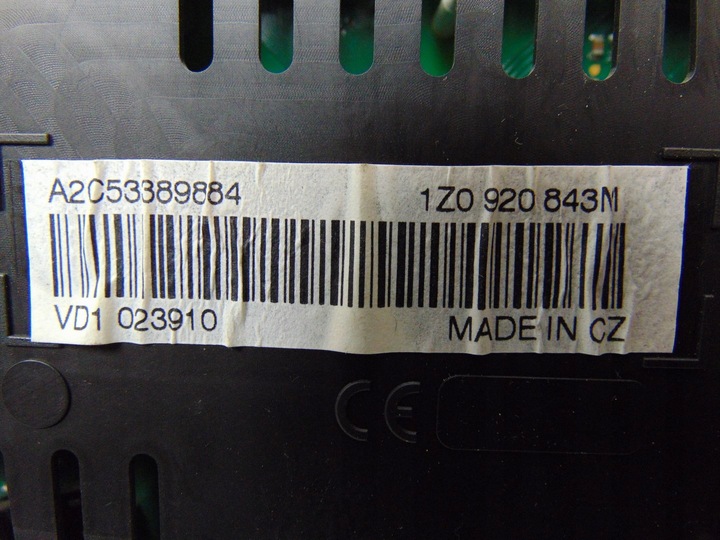 A2C53389884
1Z0 920 843M
VD1 023910
MADE IN CZ
CE